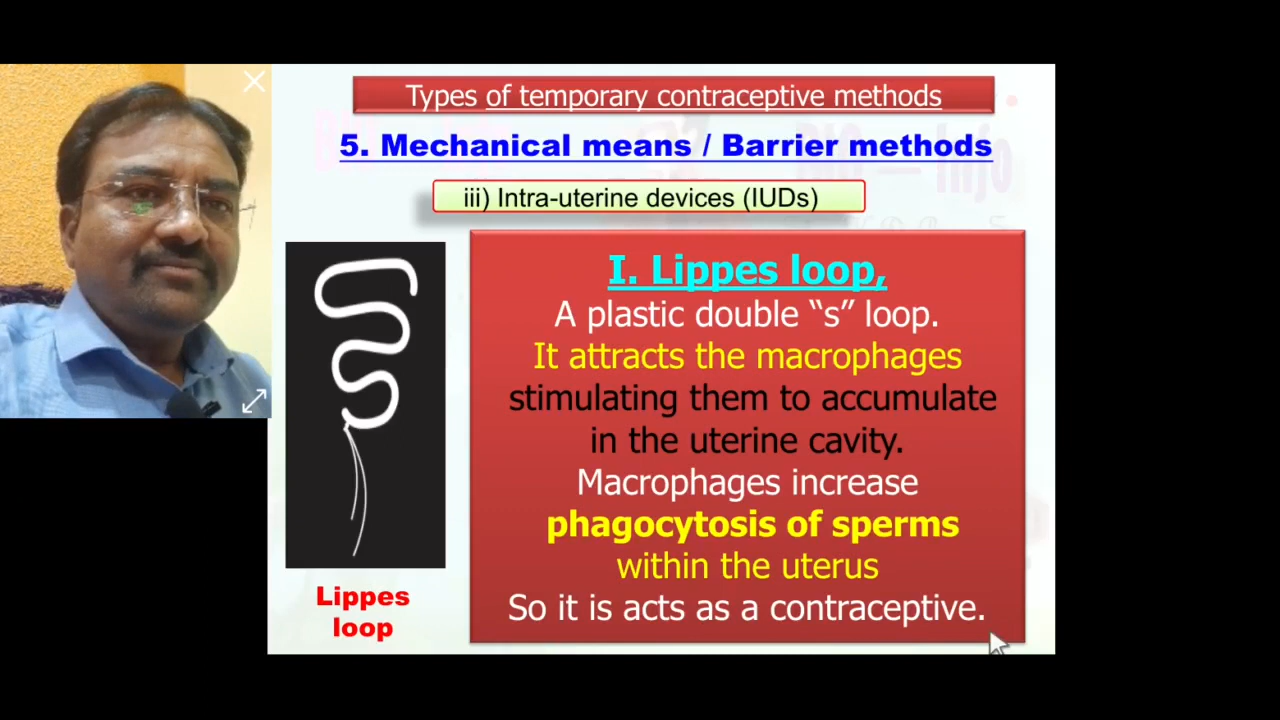 Types of temporary contraceptive methods
5. Mechanical means / Barrier methods
iii) Intra-uterine devices (IUDs)
I. Lippes loop,
A plastic double “s” loop.
It attracts the macrophages
stimulating them to accumulate
in the uterine cavity.
Macrophages increase
phagocytosis of sperms
within the uterus
So it is acts as a contraceptive.
Lippes
loop